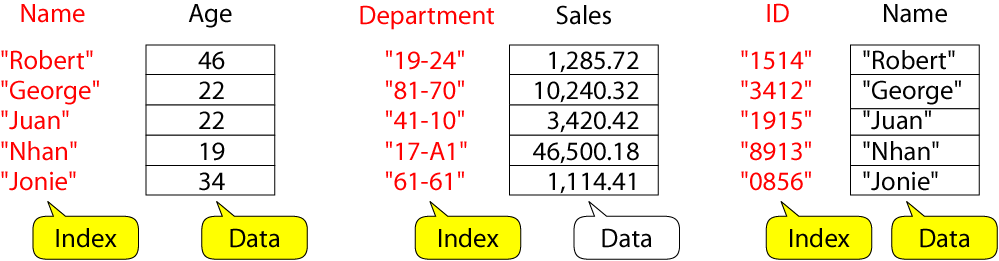 Name Age Department Sales ID Name
"Robert" 46 "19-24" 1,285.72 "1514" "Robert"
"George" 22 "81-70" 10,240.32 "3412" "George"
"Juan" 22 "41-10" 3,420.42 "1915" "Juan"
"Nhan" 19 "17-A1" 46,500.18 "8913" "Nhan"
"Jonie" 34 "61-61" 1,114.41 "0856" "Jonie"
Index Data Index Data Index Data